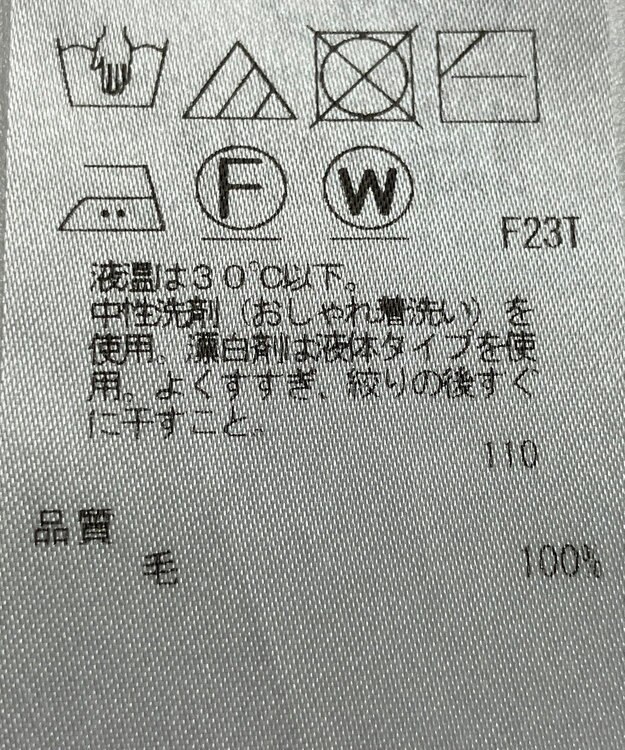 F W
F23T
液温は30℃以下。
中性洗剤（おしゃれ着洗い）を
使用。漂白剤は液体タイプを使
用。よくすすぎ、絞りの後すぐ
に干すこと。
110
品質
毛 100%